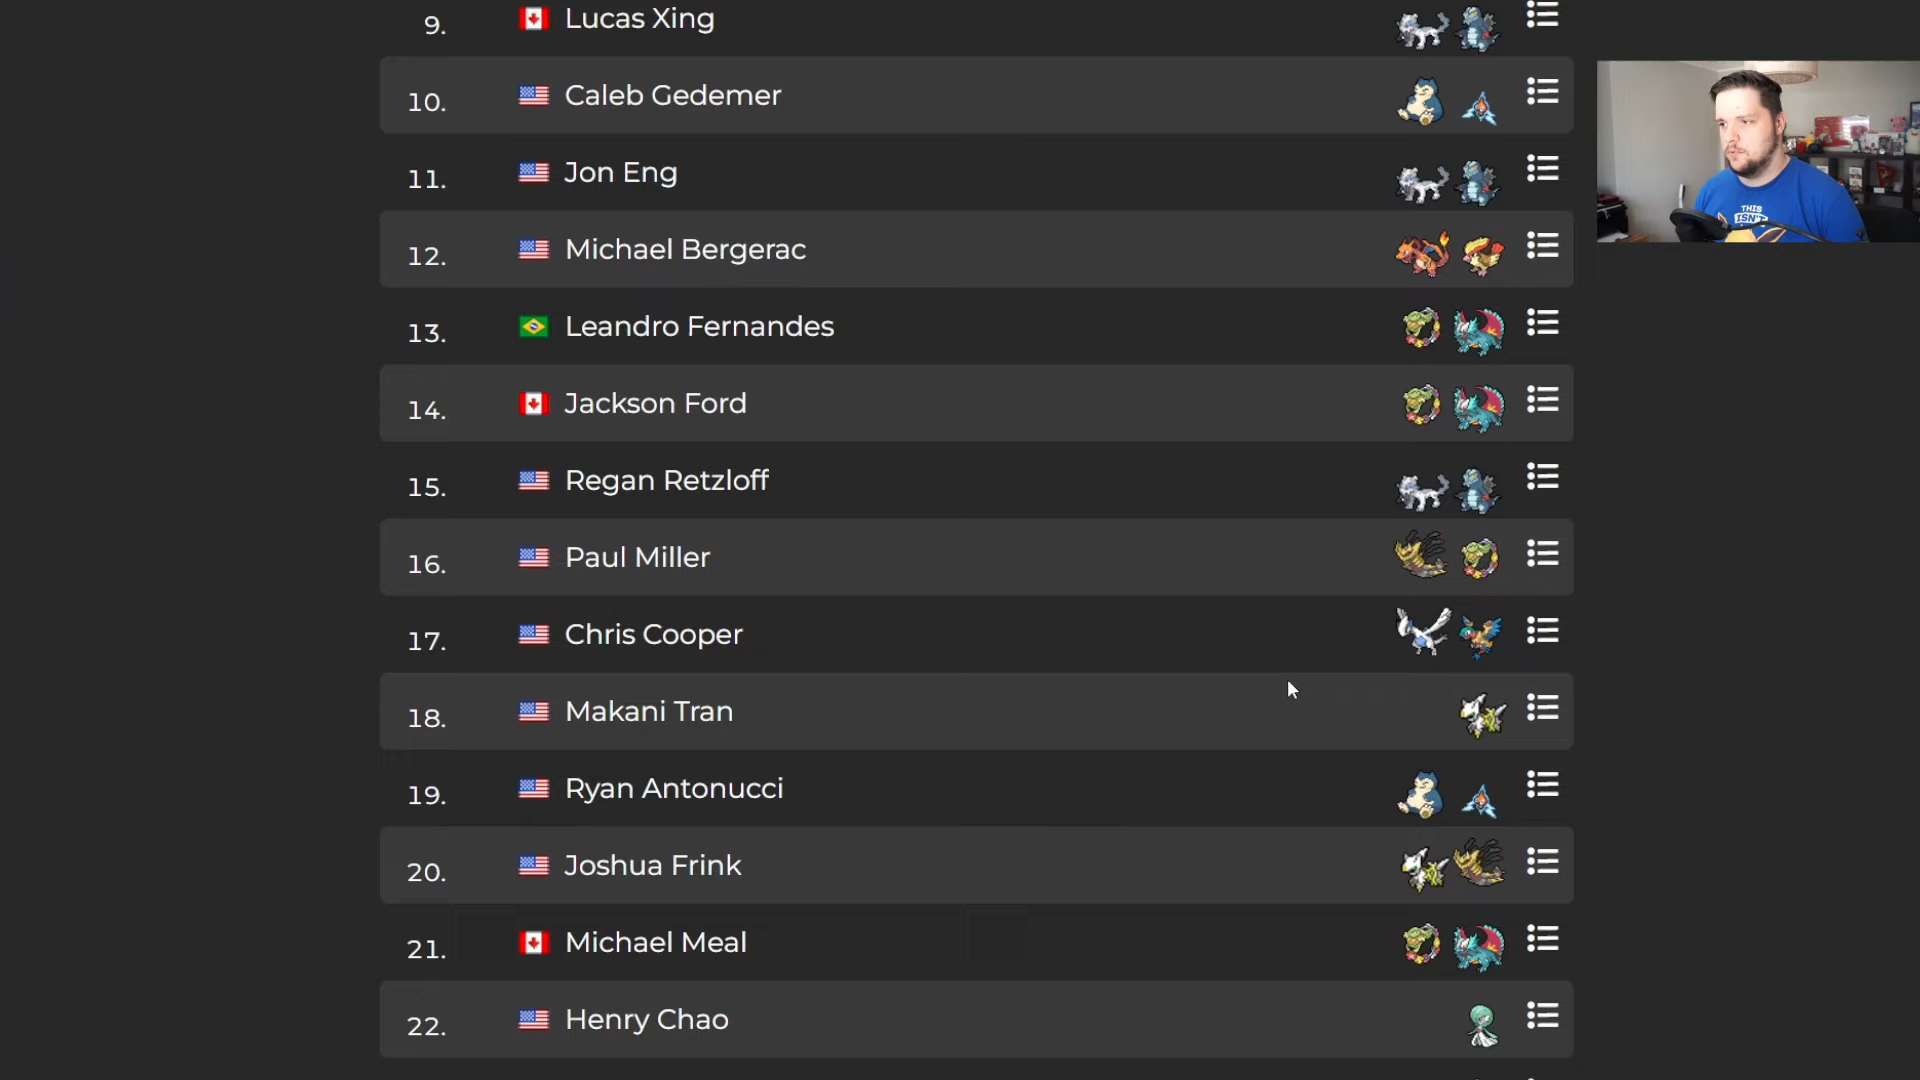 9. Lucas Xing
10. Caleb Gedemer
11. Jon Eng
12. Michael Bergerac
13. Leandro Fernandes
14. Jackson Ford
15. Regan Retzloff
16. Paul Miller
17. Chris Cooper
18. Makani Tran
19. Ryan Antonucci
20. Joshua Frink
21. Michael Meal
22. Henry Chao
THIS
ISN'T